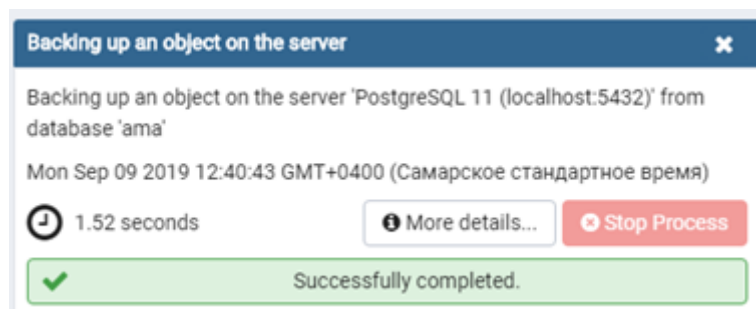 Backing up an object on the server
Backing up an object on the server 'PostgreSQL 11 (localhost:5432)' from
database 'ama'
Mon Sep 09 2019 12:40:43 GMT+0400 (Самарское стандартное время)
1.52 seconds More details... Stop Process
Successfully completed.